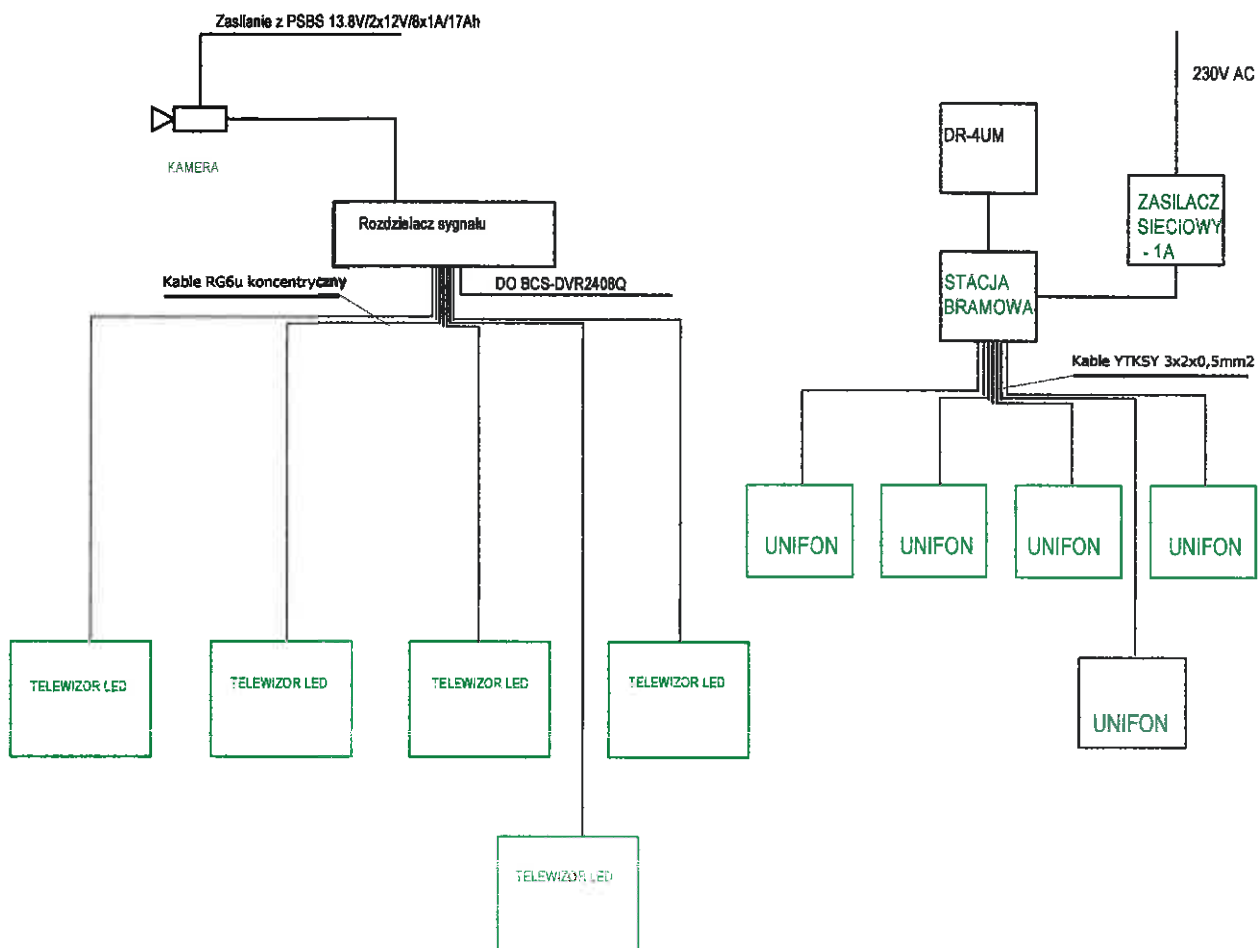 Zasilanie z PSBS 13.8V/2x12V/8x1A/17Ah
KAMERA
Rozdzielacz sygnału
Kable RG6u koncentryczny
DO BCS-DVR2408Q
TELEWIZOR LED
TELEWIZOR LED
TELEWIZOR LED
TELEWIZOR LED
TELEWIZOR LED
230V AC
DR-4UM
ZASILACZ
SIECIOWY
- 1A
STACJA
BRAMOWA
Kable YTKSY 3x2x0,5mm2
UNIFON
UNIFON
UNIFON
UNIFON
UNIFON